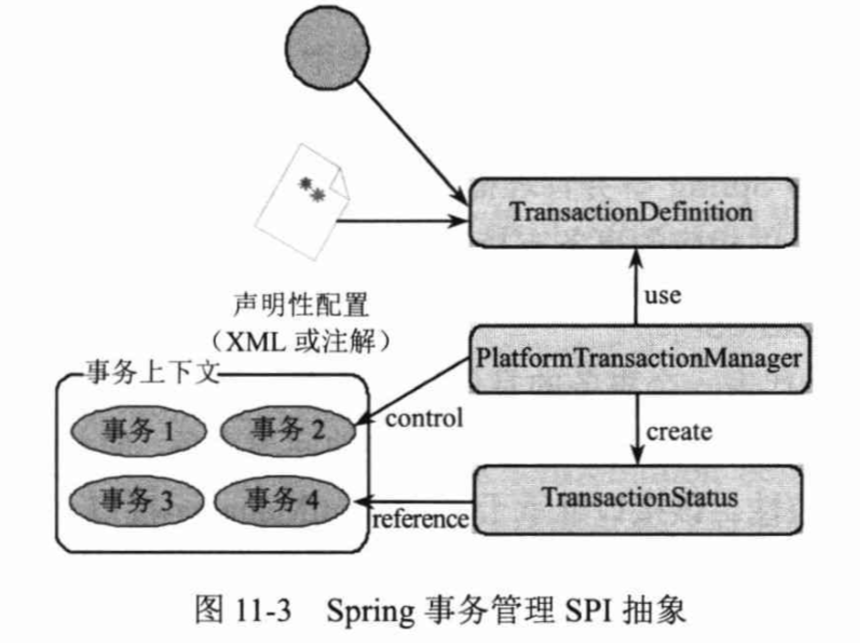 TransactionDefinition
use
声明性配置
（XML 或注解）
PlatformTransactionManager
事务上下文
control
事务 1
事务 2
create
事务 3
事务 4
reference
TransactionStatus
图 11-3 Spring 事务管理 SPI 抽象